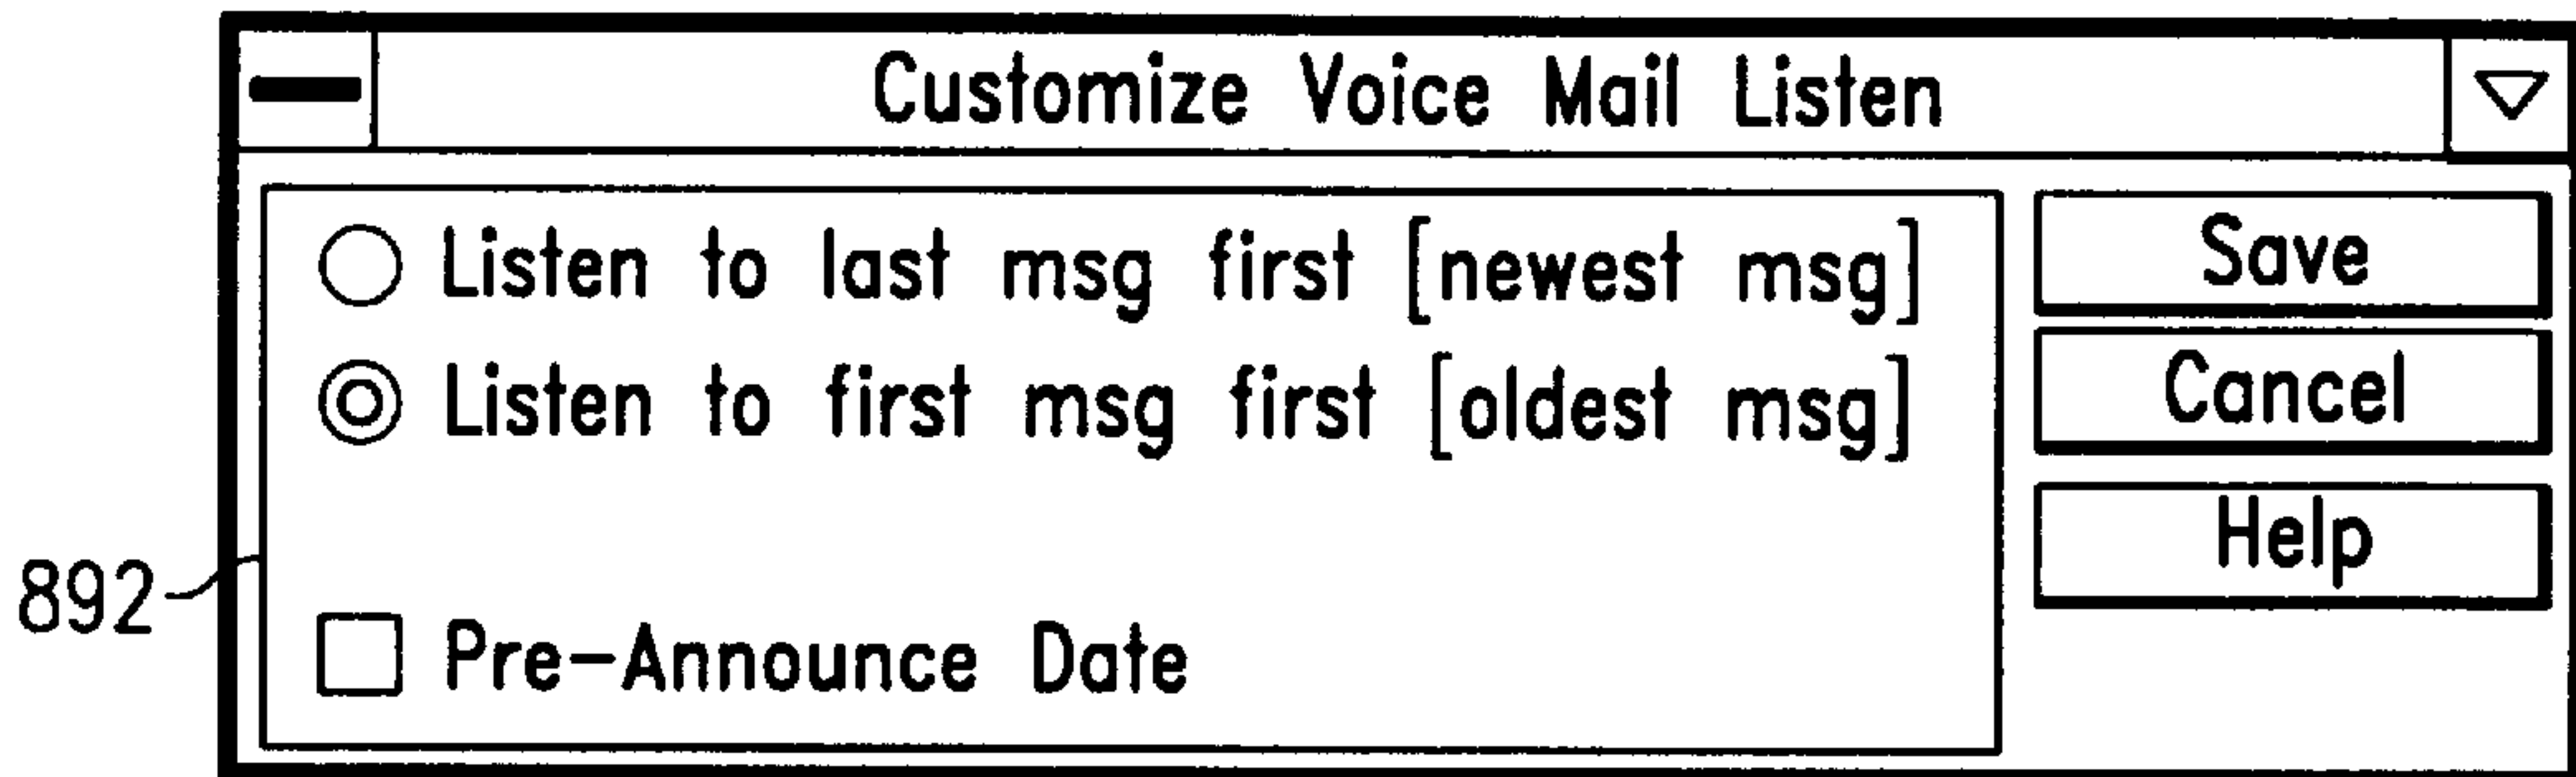 Customize Voice Mail Listen
Listen to last msg first [newest msg]
Listen to first msg first [oldest msg]
Pre-Announce Date
Save
Cancel
Help
892